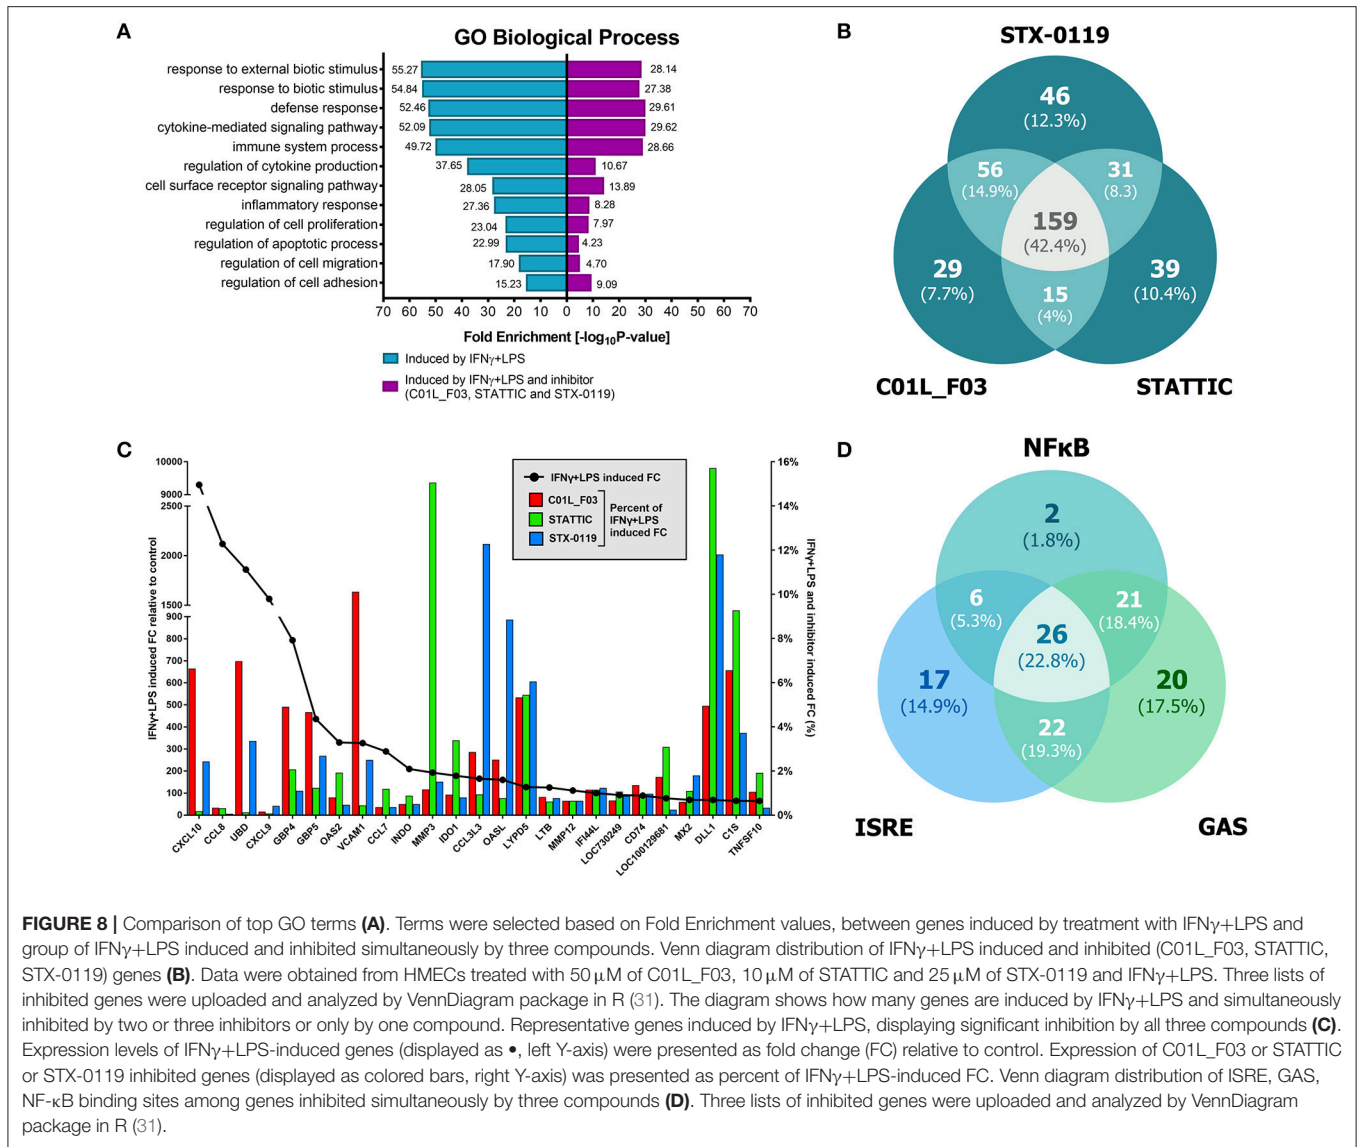 A
GO Biological Process
response to external biotic stimulus 55.27 28.14
response to biotic stimulus 54.84 27.38
defense response 52.46 29.61
cytokine-mediated signaling pathway 52.09 29.62
immune system process 49.72 28.66
regulation of cytokine production 37.65 10.67
cell surface receptor signaling pathway 28.05 13.89
inflammatory response 27.36 8.28
regulation of cell proliferation 23.04 7.97
regulation of apoptotic process 22.99 4.23
regulation of cell migration 17.90 4.70
regulation of cell adhesion 15.23 9.09
70 60 50 40 30 20 10 0 10 20 30 40 50 60 70
Fold Enrichment [-log10P-value]
Induced by IFNγ+LPS
Induced by IFNγ+LPS and inhibitor
(C01L_F03, STATTIC and STX-0119)
B
STX-0119
46
(12.3%)
56
(14.9%)
31
(8.3)
159
(42.4%)
29
(7.7%)
39
(10.4%)
15
(4%)
C01L_F03
STATTIC
C
IFNγ+LPS induced FC relative to control
10000
9000
2500
2000
1500
900
800
700
600
500
400
300
200
100
0
IFNγ+LPS induced FC
C01L_F03
STATTIC
STX-0119
Percent of
IFNγ+LPS
induced FC
16%
14%
12%
10%
8%
6%
4%
2%
0%
IFNγ+LPS and inhibitor induced FC (%)
CXCL10
CCL8
UBD
CXCL9
GBP4
GBP5
OAS2
VCAM1
CCL7
INDO
MMP3
IDO1
CCL3L3
OASL
LYPD5
LTB
MMP12
IFI44L
LOC730249
CD74
LOC100129681
MX2
DLL1
C1S
TNFSF10
D
NFκB
2
(1.8%)
6
(5.3%)
21
(18.4%)
26
(22.8%)
17
(14.9%)
20
(17.5%)
22
(19.3%)
ISRE
GAS
FIGURE 8 | Comparison of top GO terms (A). Terms were selected based on Fold Enrichment values, between genes induced by treatment with IFNγ+LPS and
group of IFNγ+LPS induced and inhibited simultaneously by three compounds. Venn diagram distribution of IFNγ+LPS induced and inhibited (C01L_F03, STATTIC,
STX-0119) genes (B). Data were obtained from HMECs treated with 50 μM of C01L_F03, 10 μM of STATTIC and 25 μM of STX-0119 and IFNγ+LPS. Three lists of
inhibited genes were uploaded and analyzed by VennDiagram package in R (31). The diagram shows how many genes are induced by IFNγ+LPS and simultaneously
inhibited by two or three inhibitors or only by one compound. Representative genes induced by IFNγ+LPS, displaying significant inhibition by all three compounds (C).
Expression levels of IFNγ+LPS-induced genes (displayed as •, left Y-axis) were presented as fold change (FC) relative to control. Expression of C01L_F03 or STATTIC
or STX-0119 inhibited genes (displayed as colored bars, right Y-axis) was presented as percent of IFNγ+LPS-induced FC. Venn diagram distribution of ISRE, GAS,
NF-κB binding sites among genes inhibited simultaneously by three compounds (D). Three lists of inhibited genes were uploaded and analyzed by VennDiagram
package in R (31).